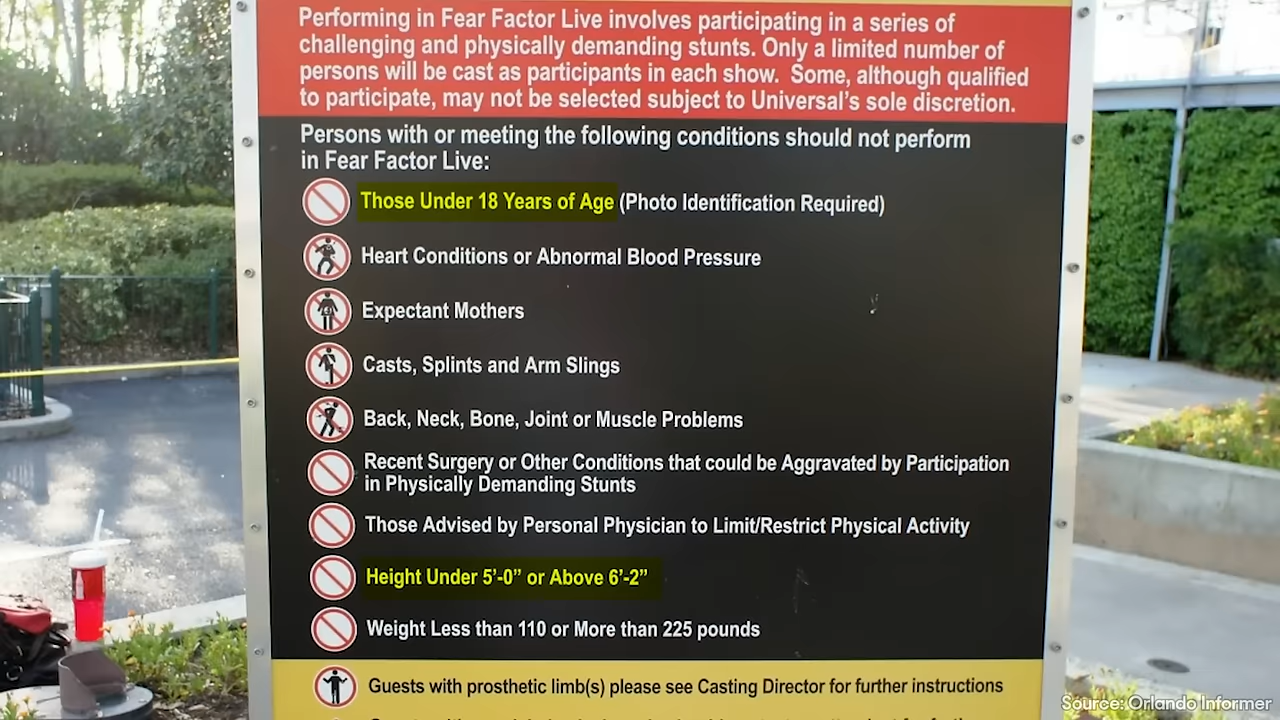 Performing in Fear Factor Live involves participating in a series of
challenging and physically demanding stunts. Only a limited number of
persons will be cast as participants in each show. Some, although qualified
to participate, may not be selected subject to Universal's sole discretion.
Persons with or meeting the following conditions should not perform
in Fear Factor Live:
Those Under 18 Years of Age (Photo Identification Required)
Heart Conditions or Abnormal Blood Pressure
Expectant Mothers
Casts, Splints and Arm Slings
Back, Neck, Bone, Joint or Muscle Problems
Recent Surgery or Other Conditions that could be Aggravated by Participation
in Physically Demanding Stunts
Those Advised by Personal Physician to Limit/Restrict Physical Activity
Height Under 5'-0" or Above 6'-2"
Weight Less than 110 or More than 225 pounds
Guests with prosthetic limb(s) please see Casting Director for further instructions
Source: Orlando Informer